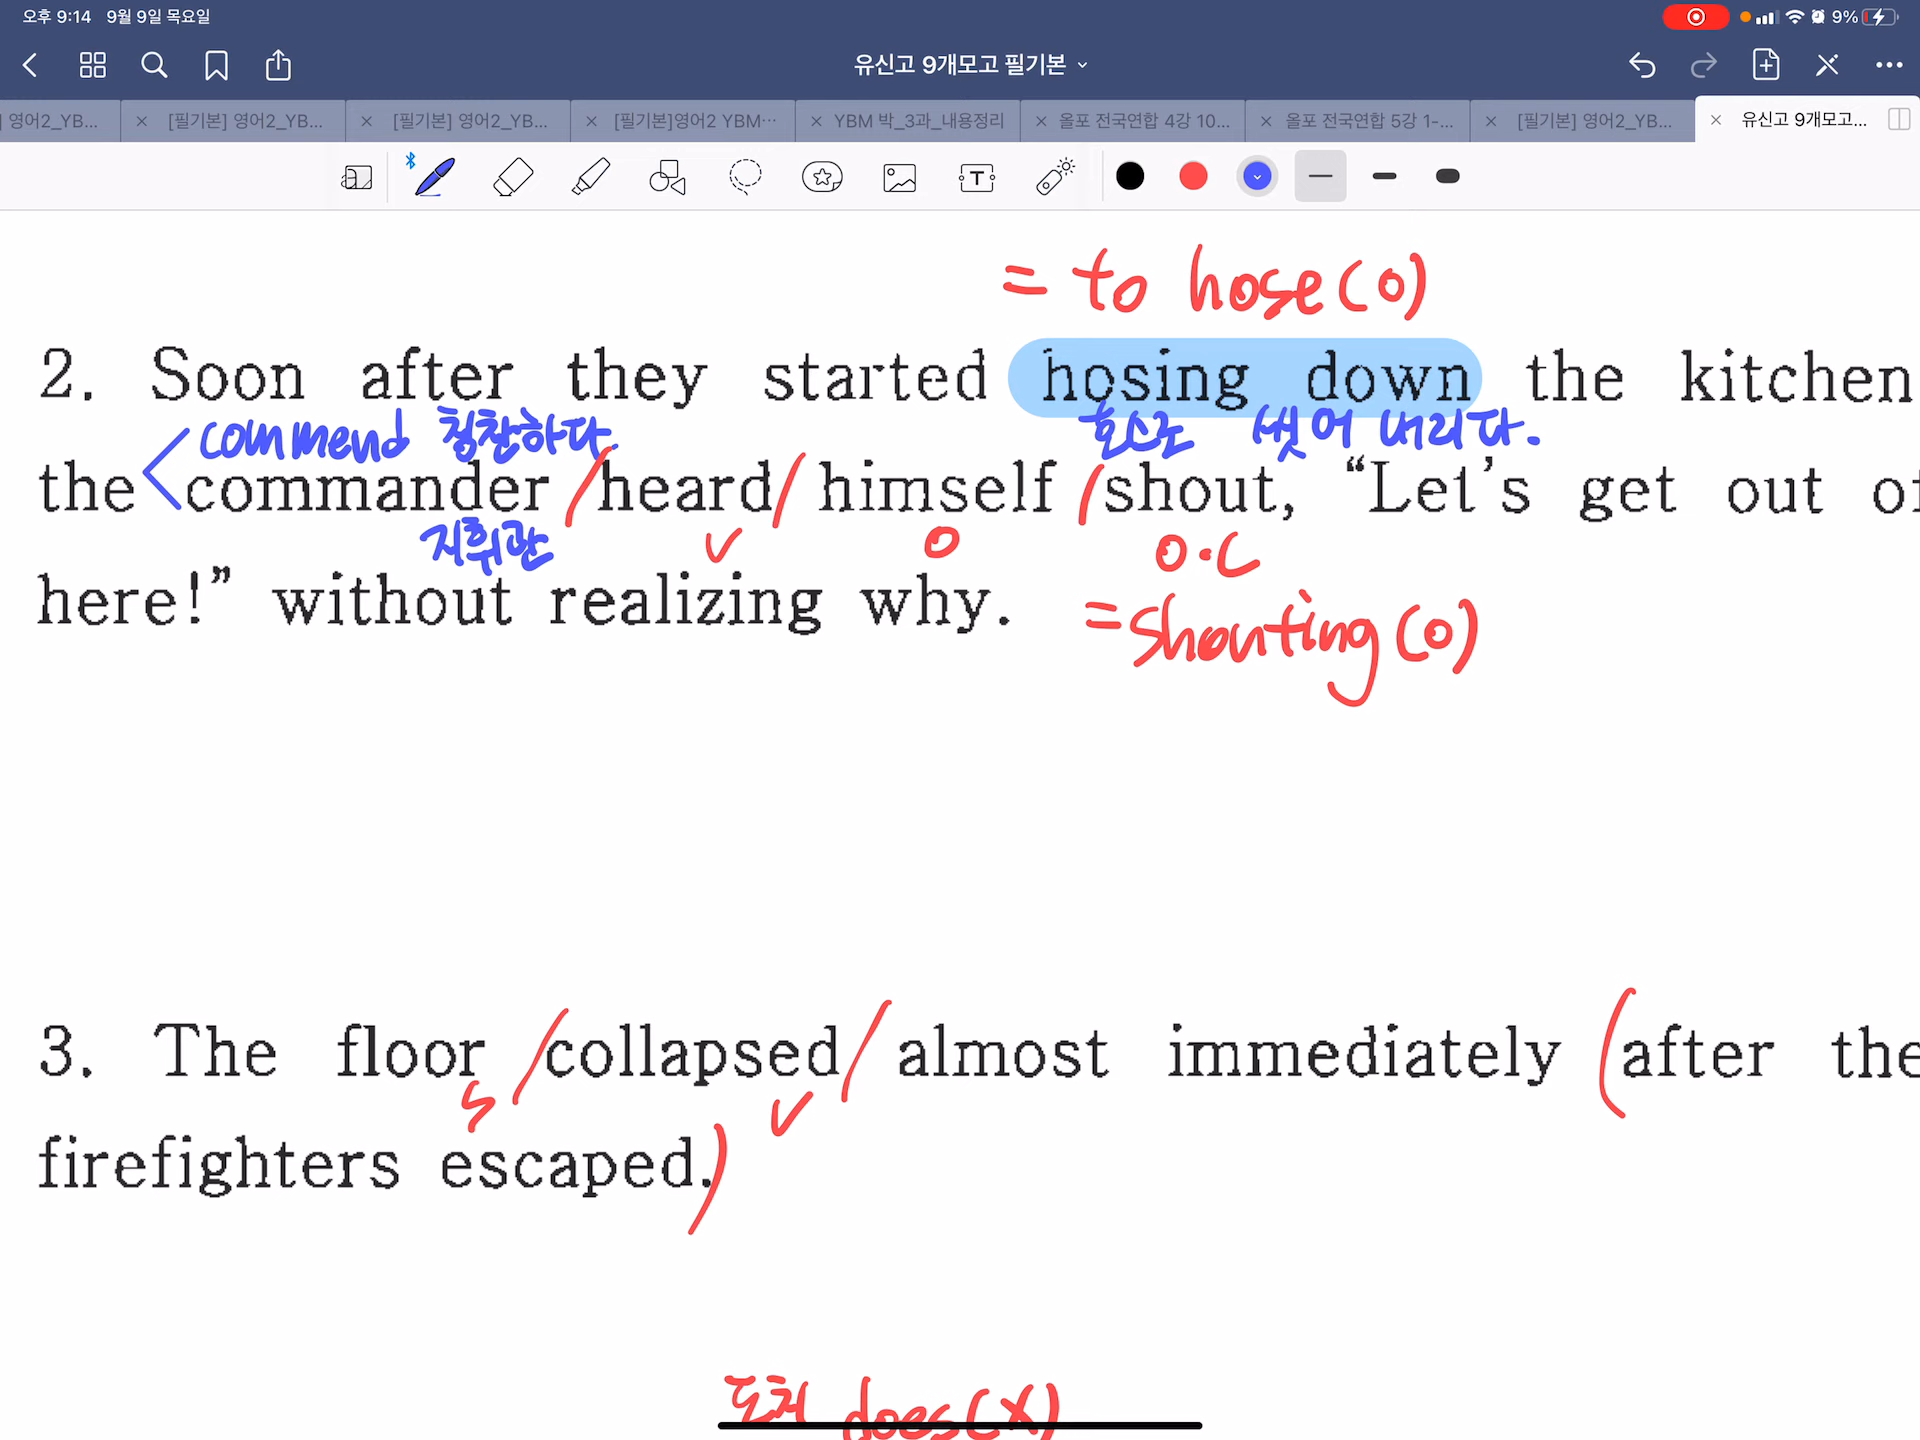 오후 9:14 9월 9일 목요일 9%
유신고 9개모고 필기본
영어2_YB... × [필기본] 영어2_YB... × [필기본] 영어2_YB... × [필기본]영어2 YBM... × YBM 박_3과_내용정리 × 올포 전국연합 4강 10... × 올포 전국연합 5강 1-... × [필기본] 영어2_YB... × 유신고 9개모고...
= to hose(O)
2. Soon after they started hosing down the kitchen
commend 칭찬하다 호스로 씻어 내리다.
the commander / heard / himself / shout, “Let's get out of
지휘관 V O O.C
here!” without realizing why. = shouting(O)
3. The floor / collapsed / almost immediately (after the
S V
firefighters escaped.)
도치 does(X)